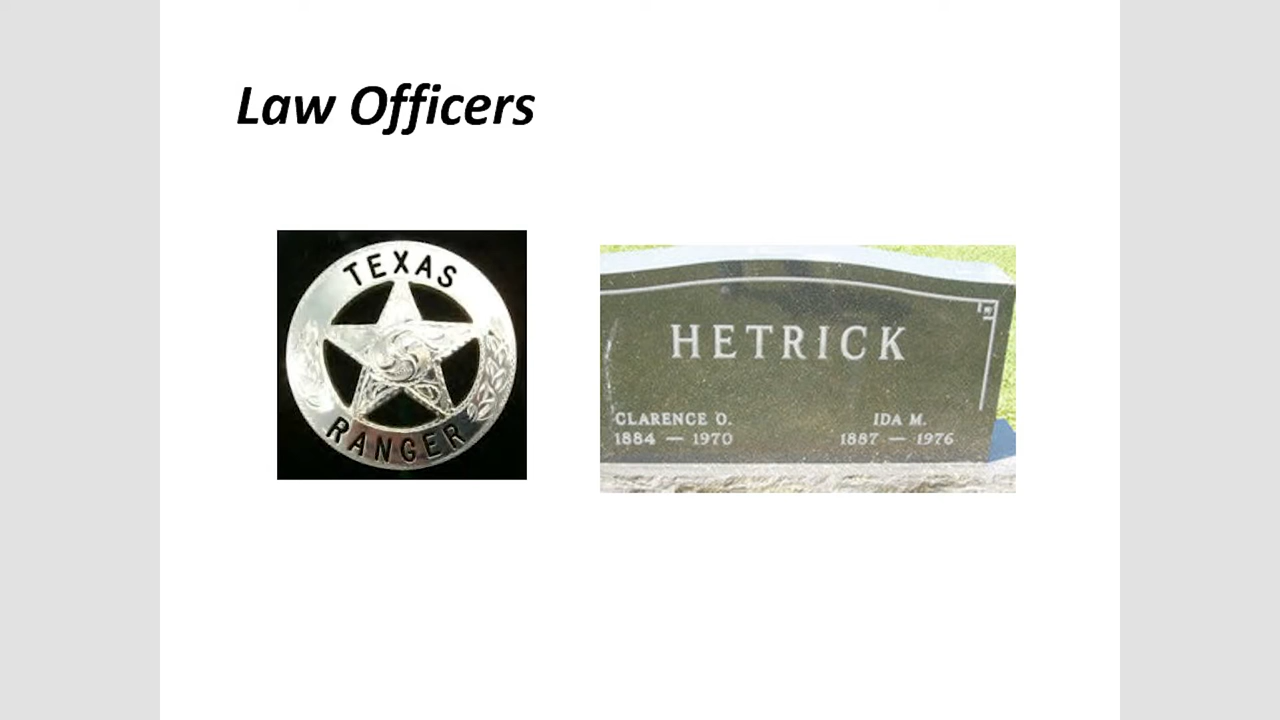 Law Officers
TEXAS
RANGER
HETRICK
CLARENCE O. IDA M.
1884 — 1970 1887 — 1976